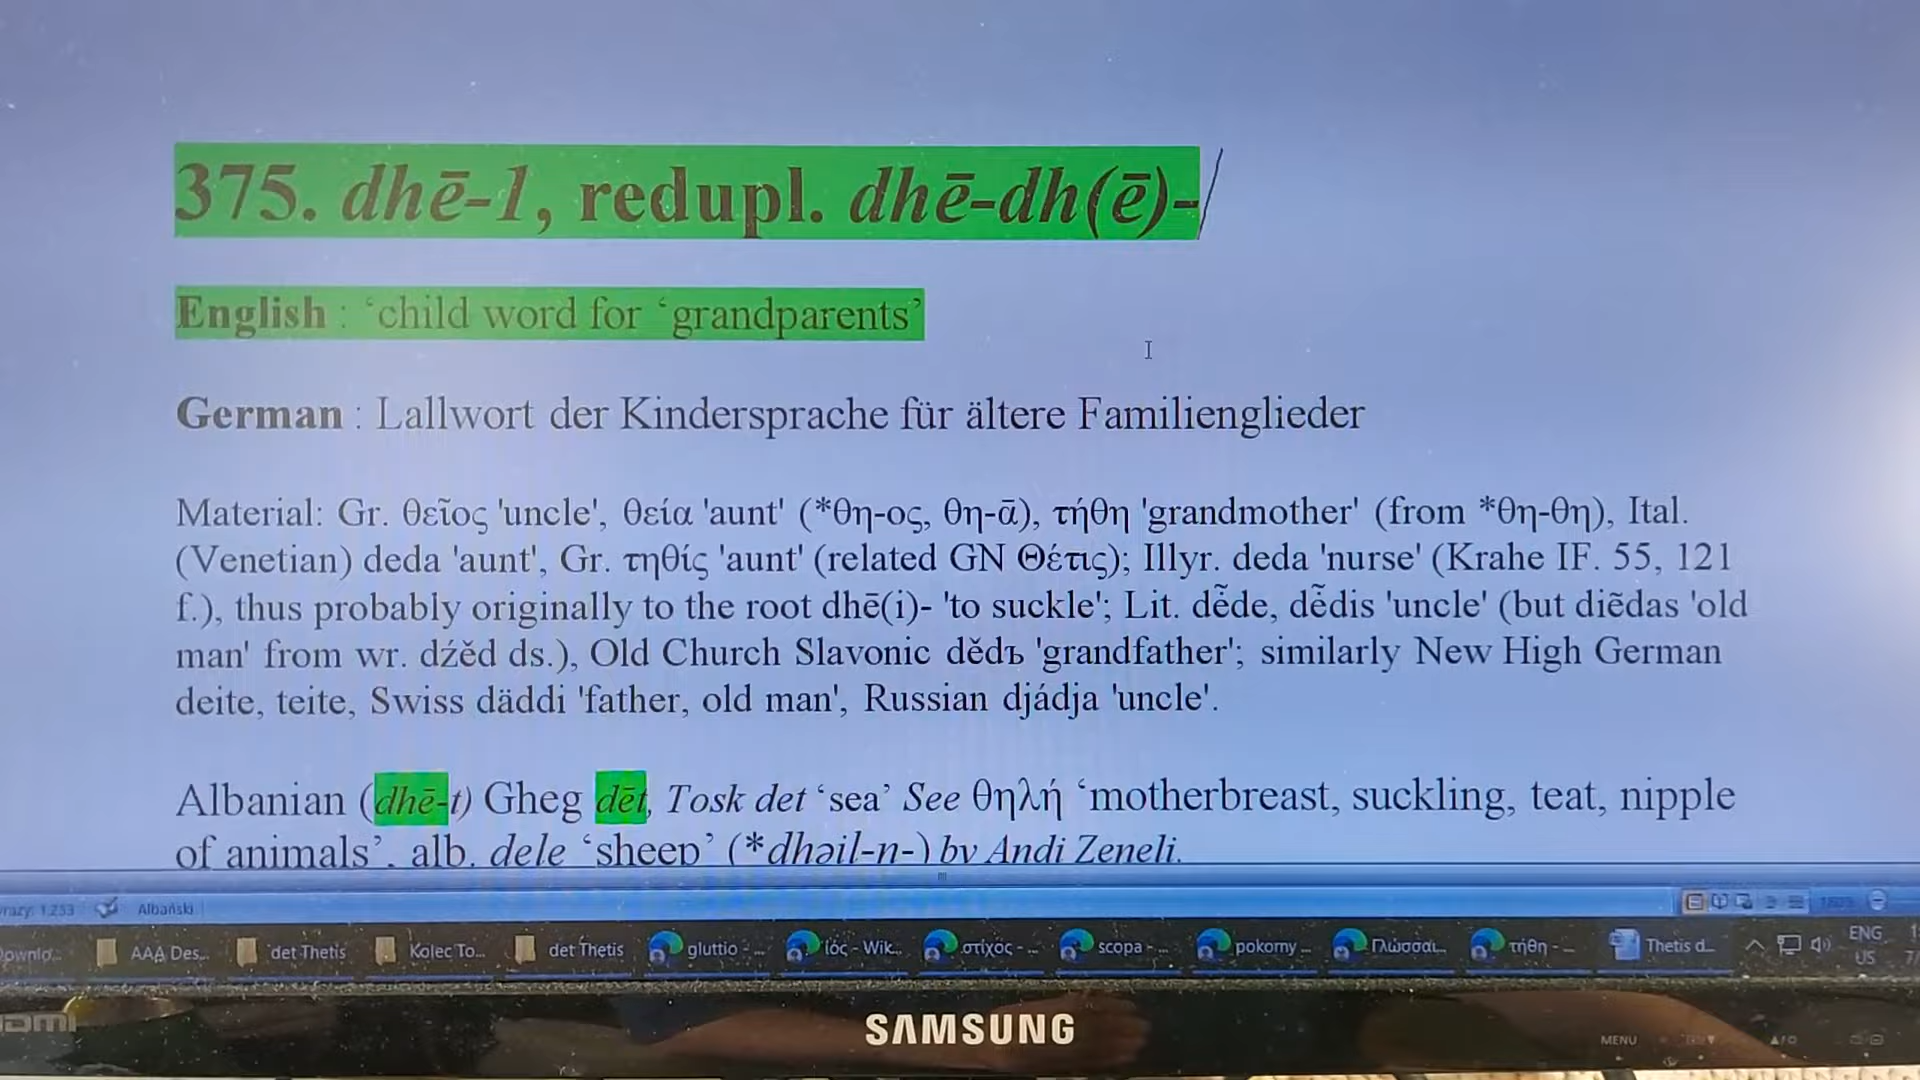 375. dhē-1, redupl. dhē-dh(ē)-
English : ‘child word for ‘grandparents’
German : Lallwort der Kindersprache für ältere Familienglieder
Material: Gr. θεῖος 'uncle', θεία 'aunt' (*θη-ος, θη-ᾱ), τήθη 'grandmother' (from *θη-θη), Ital.
(Venetian) deda 'aunt', Gr. τηθίς 'aunt' (related GN Θέτις); Illyr. deda 'nurse' (Krahe IF. 55, 121
f.), thus probably originally to the root dhē(i)- 'to suckle'; Lit. dė̃de, dė̃dis 'uncle' (but diẽdas 'old
man' from wr. dźěd ds.), Old Church Slavonic dědъ 'grandfather'; similarly New High German
deite, teite, Swiss däddi 'father, old man', Russian djádja 'uncle'.
Albanian (dhē-t) Gheg dēt, Tosk det ‘sea’ See θηλή ‘motherbreast, suckling, teat, nipple
of animals’. alb. dele ‘sheep’ (*dhəil-n-) by Andi Zeneli.
1253 Albański
AAA Des... det Thetis Kolec To... det Thetis gluttio - ... ἰός - Wik... στίχος - ... scopa - ... pokorny ... Γλῶσσαι... τήθη - ... Thetis d... ENG
US
SAMSUNG
MENU